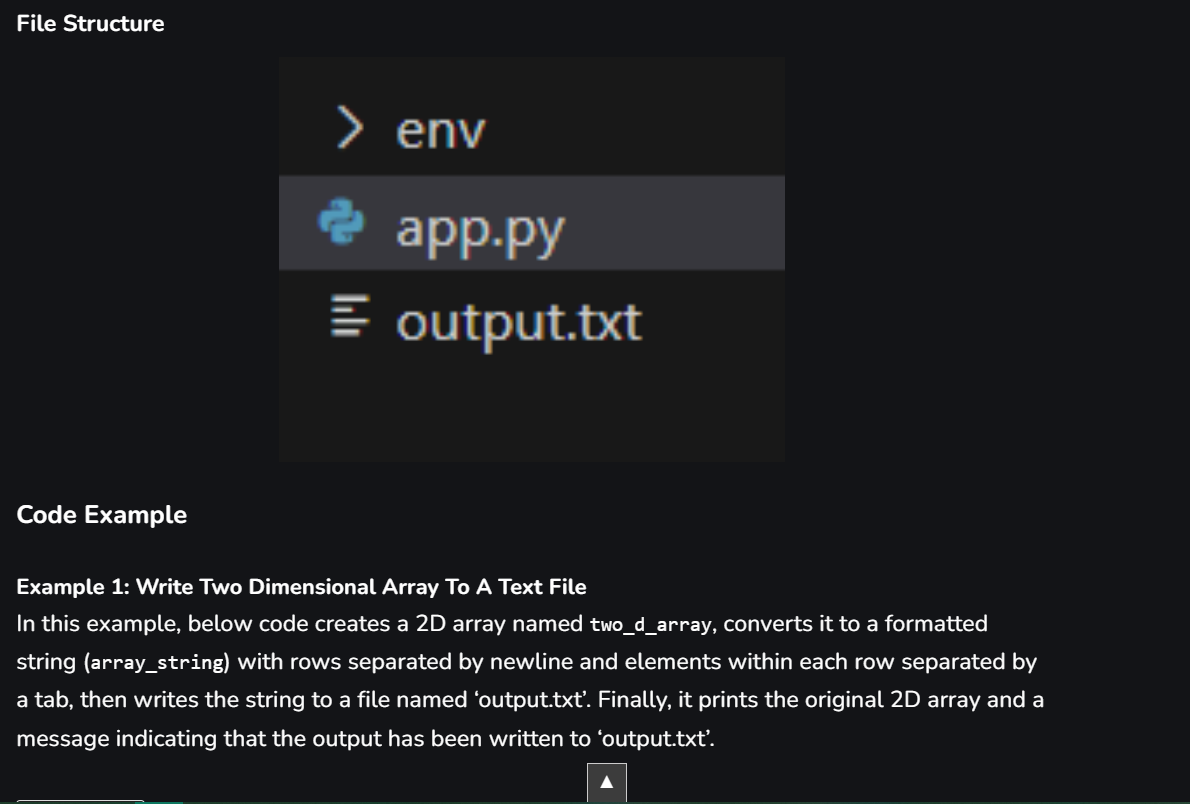 File Structure
env
app.py
output.txt
Code Example
Example 1: Write Two Dimensional Array To A Text File
In this example, below code creates a 2D array named two_d_array, converts it to a formatted
string (array_string) with rows separated by newline and elements within each row separated by
a tab, then writes the string to a file named ‘output.txt’. Finally, it prints the original 2D array and a
message indicating that the output has been written to ‘output.txt’.